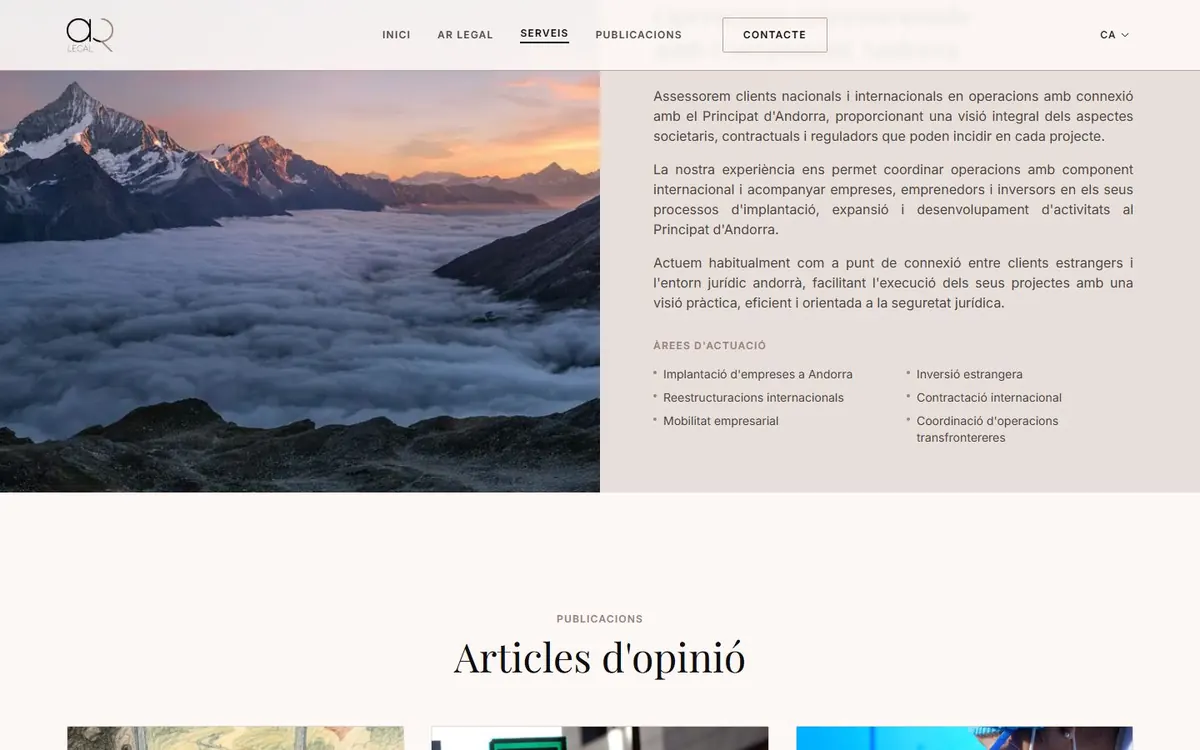 aR
LEGAL
INICI
AR LEGAL
SERVEIS
PUBLICACIONS
CONTACTE
CA
Assessorem clients nacionals i internacionals en operacions amb connexió
amb el Principat d'Andorra, proporcionant una visió integral dels aspectes
societaris, contractuals i reguladors que poden incidir en cada projecte.
La nostra experiència ens permet coordinar operacions amb component
internacional i acompanyar empreses, emprenedors i inversors en els seus
processos d'implantació, expansió i desenvolupament d'activitats al
Principat d'Andorra.
Actuem habitualment com a punt de connexió entre clients estrangers i
l'entorn jurídic andorrà, facilitant l'execució dels seus projectes amb una
visió pràctica, eficient i orientada a la seguretat jurídica.
ÀREES D'ACTUACIÓ
Implantació d'empreses a Andorra
Reestructuracions internacionals
Mobilitat empresarial
Inversió estrangera
Contractació internacional
Coordinació d'operacions
transfrontereres
PUBLICACIONS
Articles d'opinió